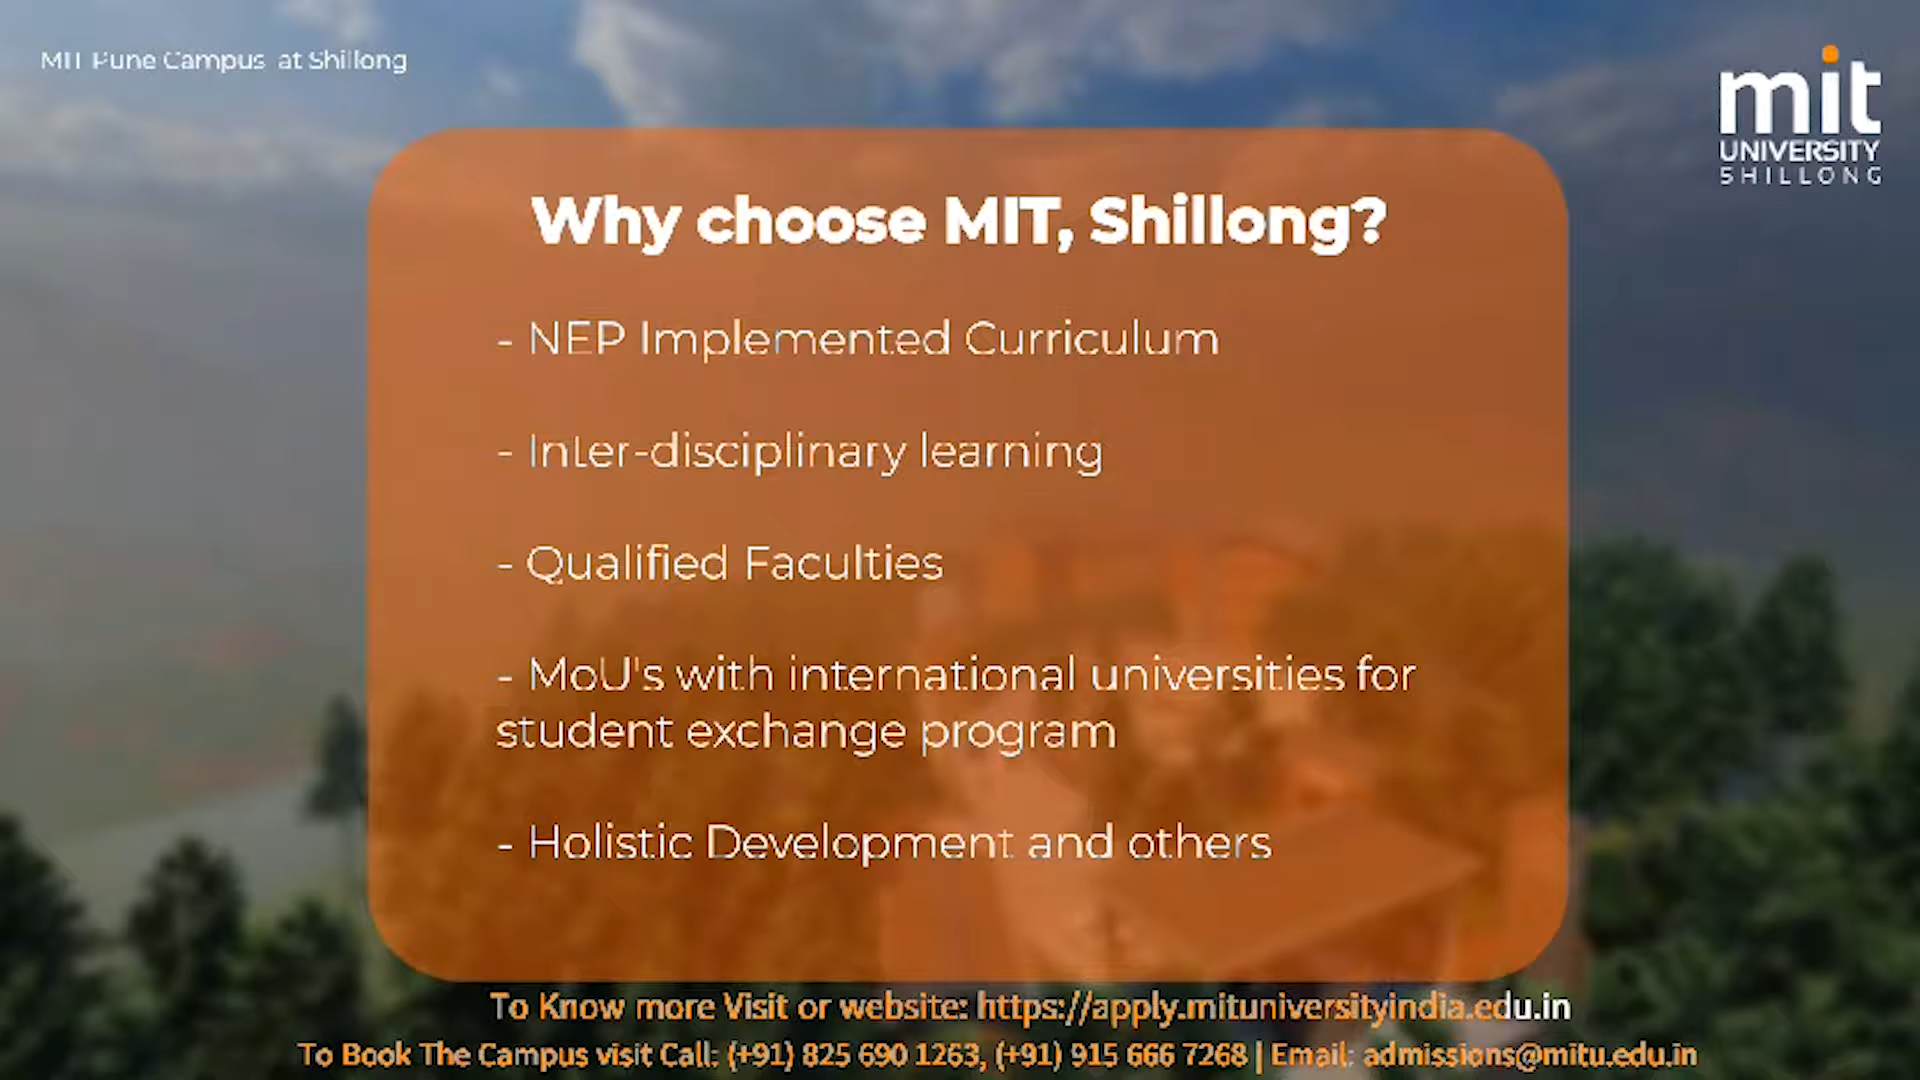 MIT Pune Campus at Shillong
mit
UNIVERSITY
SHILLONG
Why choose MIT, Shillong?
- NEP Implemented Curriculum
- Inter-disciplinary learning
- Qualified Faculties
- MoU's with international universities for
student exchange program
- Holistic Development and others
To Know more Visit or website: https://apply.mituniversityindia.edu.in
To Book The Campus visit Call: (+91) 825 690 1263, (+91) 915 666 7268 | Email: admissions@mitu.edu.in